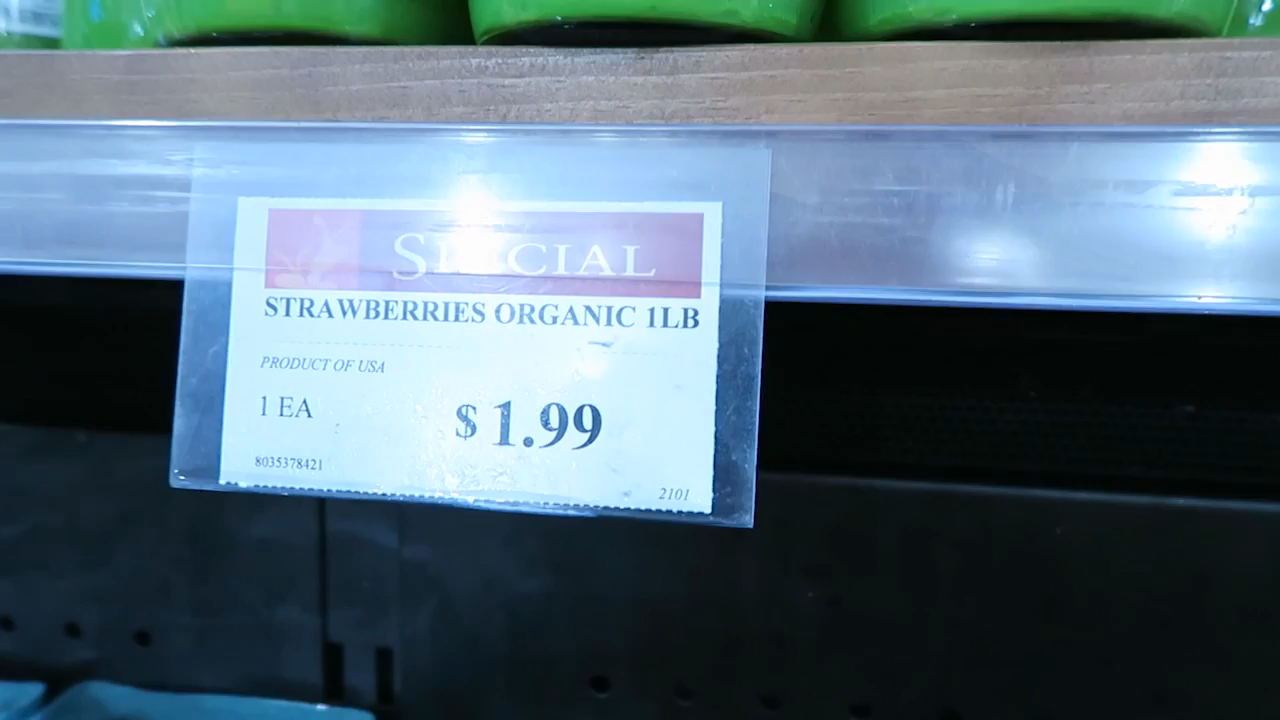 SPECIAL
STRAWBERRIES ORGANIC 1LB
PRODUCT OF USA
1 EA
$ 1.99
8035378421
2101